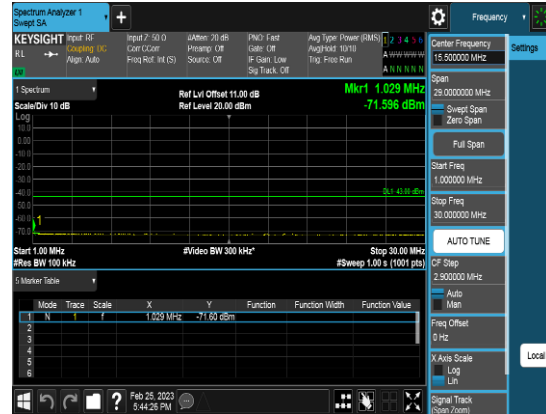 Spectrum Analyzer 1
Swept SA
Frequency
KEYSIGHT
RL
Input: RF
Coupling: DC
Align: Auto
Input Z: 50 Ω
Corr CCorr
Freq Ref: Int (S)
#Atten: 20 dB
Preamp: Off
Source: Off
PNO: Fast
Gate: Off
IF Gain: Low
Sig Track: Off
Avg Type: Power (RMS)
Avg|Hold: 10/10
Trig: Free Run
1 2 3 4 5 6
A W W W W W
A N N N N N
Center Frequency
15.500000 MHz
Settings
Span
29.0000000 MHz
Swept Span
Zero Span
Full Span
Start Freq
1.000000 MHz
Stop Freq
30.000000 MHz
AUTO TUNE
CF Step
2.900000 MHz
Auto
Man
Freq Offset
0 Hz
X Axis Scale
Log
Lin
Signal Track
(Span Zoom)
Local
1 Spectrum
Scale/Div 10 dB
Log
Ref Lvl Offset 11.00 dB
Ref Level 20.00 dBm
Mkr1 1.029 MHz
-71.596 dBm
10.0
0.00
-10.0
-20.0
-30.0
-40.0
-50.0
-60.0
-70.0
1
DL1 -43.00 dBm
Start 1.00 MHz
#Res BW 100 kHz
#Video BW 300 kHz*
Stop 30.00 MHz
#Sweep 1.00 s (1001 pts)
5 Marker Table
Mode Trace Scale X Y Function Function Width Function Value
1 N 1 f 1.029 MHz -71.60 dBm
2
3
4
5
6
?
Feb 25, 2023
5:44:26 PM